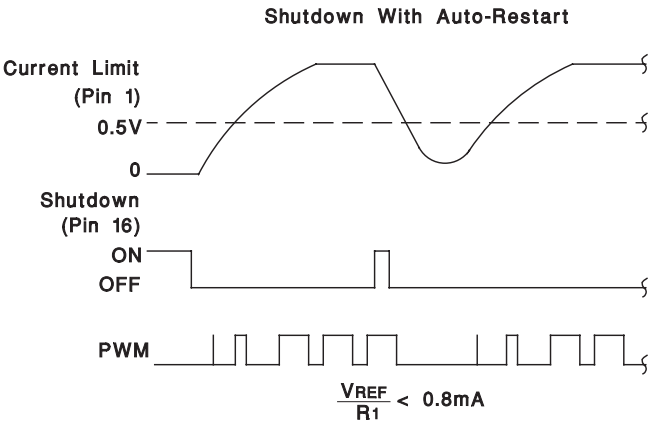 Shutdown With Auto-Restart
Current Limit
(Pin 1)
0.5V
0
Shutdown
(Pin 16)
ON
OFF
PWM
VREF
R1
< 0.8mA